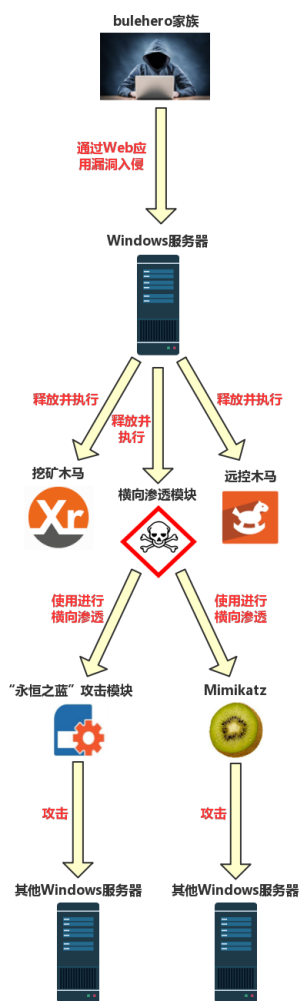 bulehero家族
通过Web应
用漏洞入侵
Windows服务器
释放并执行
释放并
执行
释放并执行
挖矿木马
横向渗透模块
远控木马
Xr
使用进行
横向渗透
使用进行
横向渗透
“永恒之蓝”攻击模块
Mimikatz
攻击
攻击
其他Windows服务器
其他Windows服务器